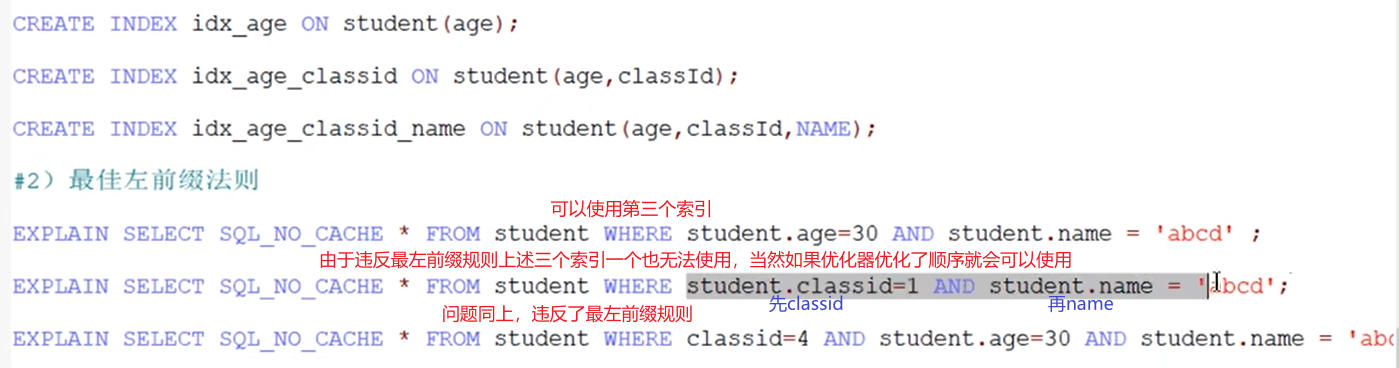 CREATE INDEX idx_age ON student(age);
CREATE INDEX idx_age_classid ON student(age,classId);
CREATE INDEX idx_age_classid_name ON student(age,classId,NAME);
#2）最佳左前缀法则
可以使用第三个索引
EXPLAIN SELECT SQL_NO_CACHE * FROM student WHERE student.age=30 AND student.name = 'abcd' ;
由于违反最左前缀规则上述三个索引一个也无法使用，当然如果优化器优化了顺序就会可以使用
EXPLAIN SELECT SQL_NO_CACHE * FROM student WHERE student.classid=1 AND student.name = 'abcd';
先classid 再name
问题同上，违反了最左前缀规则
EXPLAIN SELECT SQL_NO_CACHE * FROM student WHERE classid=4 AND student.age=30 AND student.name = 'abc